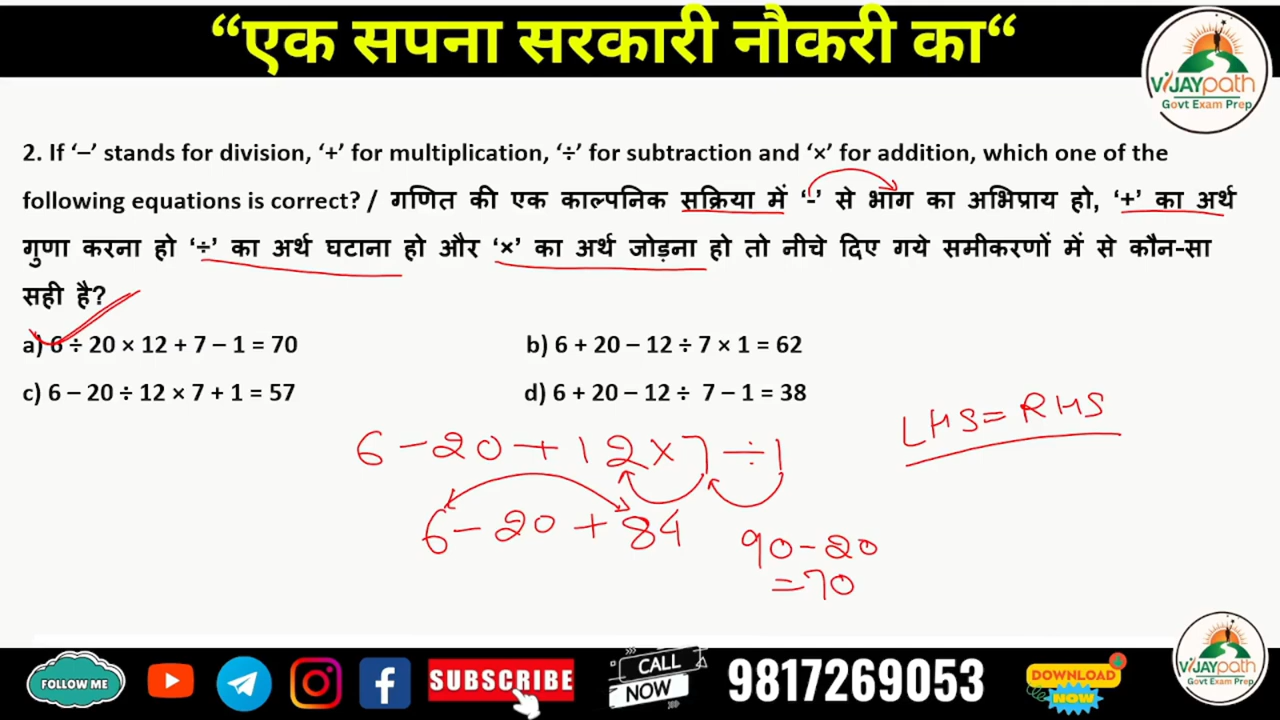 “एक सपना सरकारी नौकरी का“
VIJAYpath
Govt Exam Prep
2. If ‘–’ stands for division, ‘+’ for multiplication, ‘÷’ for subtraction and ‘×’ for addition, which one of the
following equations is correct? / गणित की एक काल्पनिक सक्रिया में ‘-’ से भाग का अभिप्राय हो, ‘+’ का अर्थ
गुणा करना हो ‘÷’ का अर्थ घटाना हो और ‘×’ का अर्थ जोड़ना हो तो नीचे दिए गये समीकरणों में से कौन-सा
सही है?
a) 6 ÷ 20 × 12 + 7 – 1 = 70
b) 6 + 20 – 12 ÷ 7 × 1 = 62
c) 6 – 20 ÷ 12 × 7 + 1 = 57
d) 6 + 20 – 12 ÷ 7 – 1 = 38
LHS = RHS
6 – 20 + 12 × 7 ÷ 1
6 – 20 + 84
90 – 20
= 70
FOLLOW ME
SUBSCRIBE
CALL
NOW
9817269053
DOWNLOAD
NOW
VIJAYpath
Govt Exam Prep